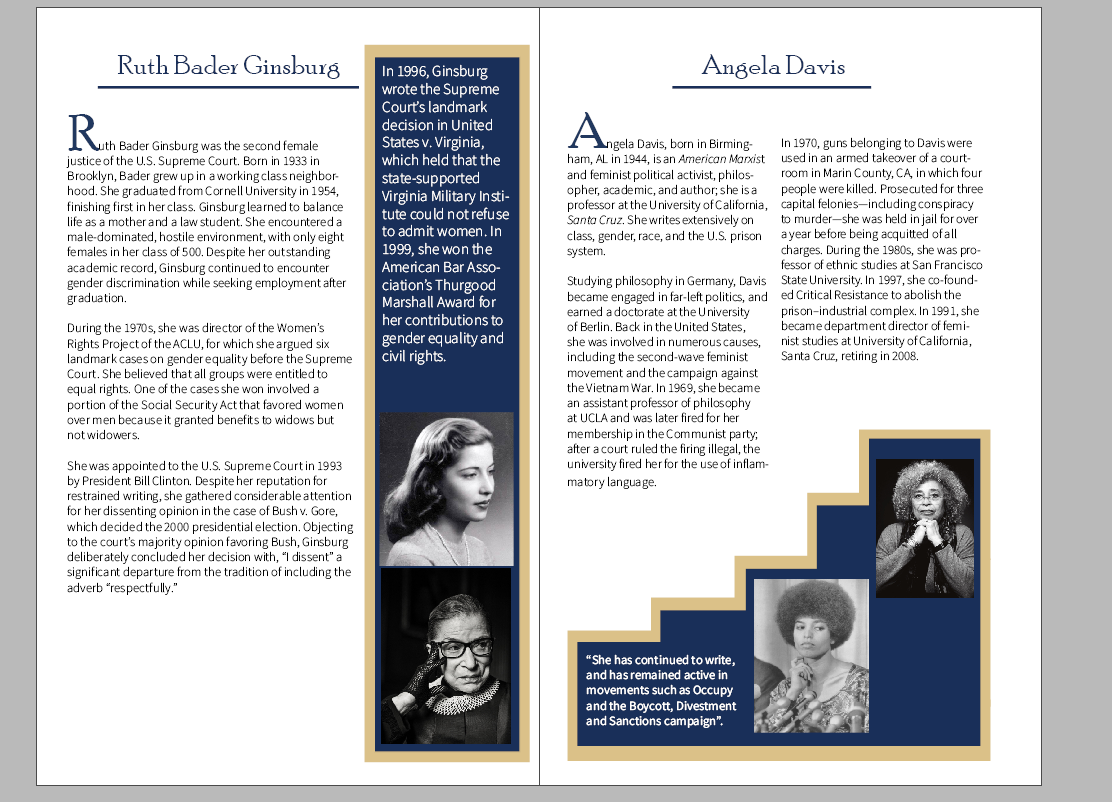 Ruth Bader Ginsburg
Ruth Bader Ginsburg was the second female
justice of the U.S. Supreme Court. Born in 1933 in
Brooklyn, Bader grew up in a working class neighbor-
hood. She graduated from Cornell University in 1954,
finishing first in her class. Ginsburg learned to balance
life as a mother and a law student. She encountered a
male-dominated, hostile environment, with only eight
females in her class of 500. Despite her outstanding
academic record, Ginsburg continued to encounter
gender discrimination while seeking employment after
graduation.
During the 1970s, she was director of the Women’s
Rights Project of the ACLU, for which she argued six
landmark cases on gender equality before the Supreme
Court. She believed that all groups were entitled to
equal rights. One of the cases she won involved a
portion of the Social Security Act that favored women
over men because it granted benefits to widows but
not widowers.
She was appointed to the U.S. Supreme Court in 1993
by President Bill Clinton. Despite her reputation for
restrained writing, she gathered considerable attention
for her dissenting opinion in the case of Bush v. Gore,
which decided the 2000 presidential election. Objecting
to the court’s majority opinion favoring Bush, Ginsburg
deliberately concluded her decision with, “I dissent” a
significant departure from the tradition of including the
adverb “respectfully.”
In 1996, Ginsburg
wrote the Supreme
Court’s landmark
decision in United
States v. Virginia,
which held that the
state-supported
Virginia Military Insti-
tute could not refuse
to admit women. In
1999, she won the
American Bar Asso-
ciation’s Thurgood
Marshall Award for
her contributions to
gender equality and
civil rights.
Angela Davis
Angela Davis, born in Birming-
ham, AL in 1944, is an American Marxist
and feminist political activist, philos-
opher, academic, and author; she is a
professor at the University of California,
Santa Cruz. She writes extensively on
class, gender, race, and the U.S. prison
system.
Studying philosophy in Germany, Davis
became engaged in far-left politics, and
earned a doctorate at the University
of Berlin. Back in the United States,
she was involved in numerous causes,
including the second-wave feminist
movement and the campaign against
the Vietnam War. In 1969, she became
an assistant professor of philosophy
at UCLA and was later fired for her
membership in the Communist party;
after a court ruled the firing illegal, the
university fired her for the use of inflam-
matory language.
In 1970, guns belonging to Davis were
used in an armed takeover of a court-
room in Marin County, CA, in which four
people were killed. Prosecuted for three
capital felonies—including conspiracy
to murder—she was held in jail for over
a year before being acquitted of all
charges. During the 1980s, she was pro-
fessor of ethnic studies at San Francisco
State University. In 1997, she co-found-
ed Critical Resistance to abolish the
prison–industrial complex. In 1991, she
became department director of femi-
nist studies at University of California,
Santa Cruz, retiring in 2008.
“She has continued to write,
and has remained active in
movements such as Occupy
and the Boycott, Divestment
and Sanctions campaign”.